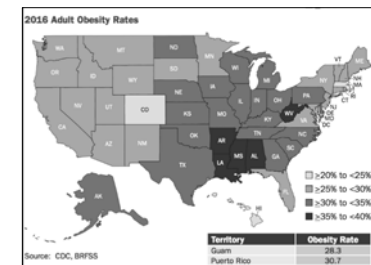 2016 Adult Obesity Rates
WA
MT
ND
MN
VT
ME
OR
ID
SD
WI
MI
NY
NH
MA
WY
IA
PA
RI
CT
NJ
NE
DE
NV
UT
CO
IL
IN
OH
WV
VA
MD
DC
CA
KS
MO
KY
NC
TN
AZ
NM
OK
AR
SC
MS
AL
GA
TX
LA
FL
AK
HI
≥20% to <25%
≥25% to <30%
≥30% to <35%
≥35% to <40%
Territory Obesity Rate
Guam 28.3
Puerto Rico 30.7
Source: CDC, BRFSS